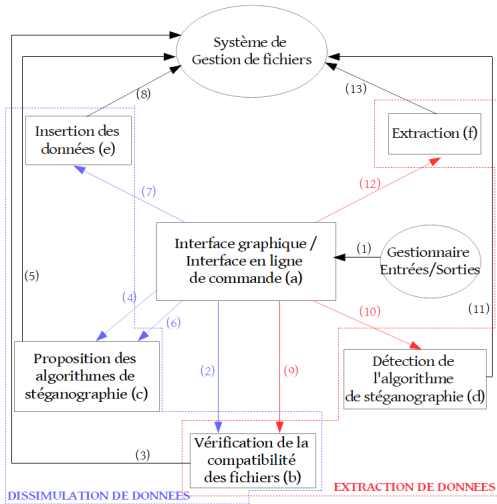 Système de
Gestion de fichiers
(8)
(13)
Insertion des
données (e)
Extraction (f)
(7)
(12)
Interface graphique /
Interface en ligne
de commande (a)
(1)
Gestionnaire
Entrées/Sorties
(5)
(4)
(6)
(10)
(11)
Proposition des
algorithmes de
stéganographie (c)
(2)
(9)
Détection de
l'algorithme
de stéganographie (d)
(3)
Vérification de la
compatibilité
des fichiers (b)
DISSIMULATION DE DONNEES
EXTRACTION DE DONNEES